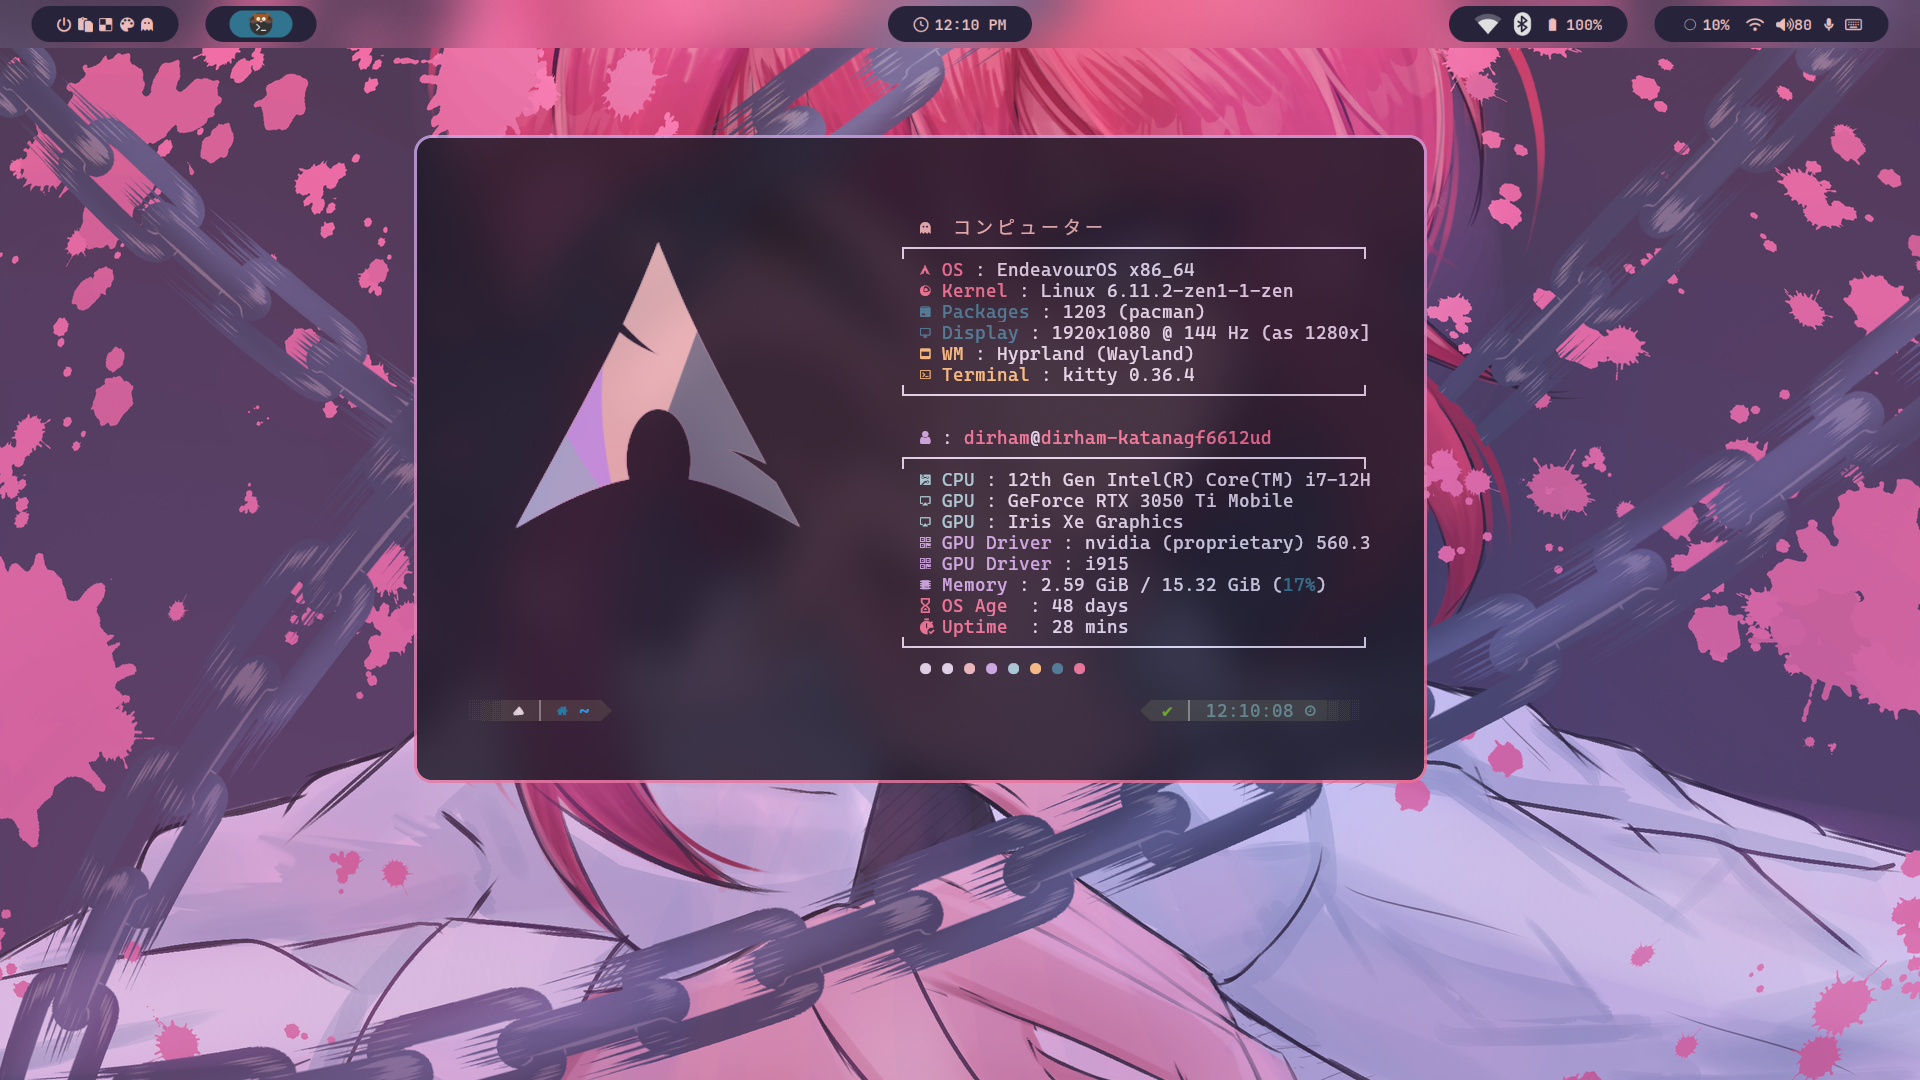 12:10 PM
100%
10%
80
コンピューター
OS : EndeavourOS x86_64
Kernel : Linux 6.11.2-zen1-1-zen
Packages : 1203 (pacman)
Display : 1920x1080 @ 144 Hz (as 1280x]
WM : Hyprland (Wayland)
Terminal : kitty 0.36.4
: dirham@dirham-katanagf6612ud
CPU : 12th Gen Intel(R) Core(TM) i7-12H
GPU : GeForce RTX 3050 Ti Mobile
GPU : Iris Xe Graphics
GPU Driver : nvidia (proprietary) 560.3
GPU Driver : i915
Memory : 2.59 GiB / 15.32 GiB (17%)
OS Age : 48 days
Uptime : 28 mins
~
✔ 12:10:08